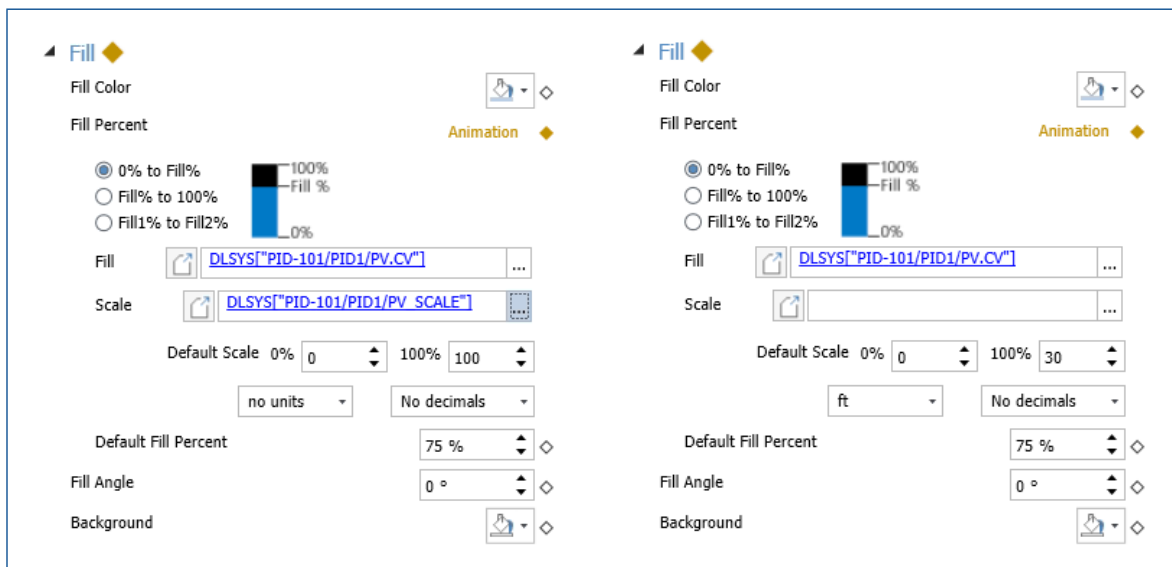 Fill
Fill Color
Fill Percent
Animation
0% to Fill%
Fill% to 100%
Fill1% to Fill2%
100%
Fill %
0%
Fill
DLSYS["PID-101/PID1/PV.CV"]
...
Scale
DLSYS["PID-101/PID1/PV_SCALE"]
...
Default Scale 0% 0 100% 100
no units No decimals
Default Fill Percent 75 %
Fill Angle 0 °
Background
Fill
Fill Color
Fill Percent
Animation
0% to Fill%
Fill% to 100%
Fill1% to Fill2%
100%
Fill %
0%
Fill
DLSYS["PID-101/PID1/PV.CV"]
...
Scale
...
Default Scale 0% 0 100% 30
ft No decimals
Default Fill Percent 75 %
Fill Angle 0 °
Background